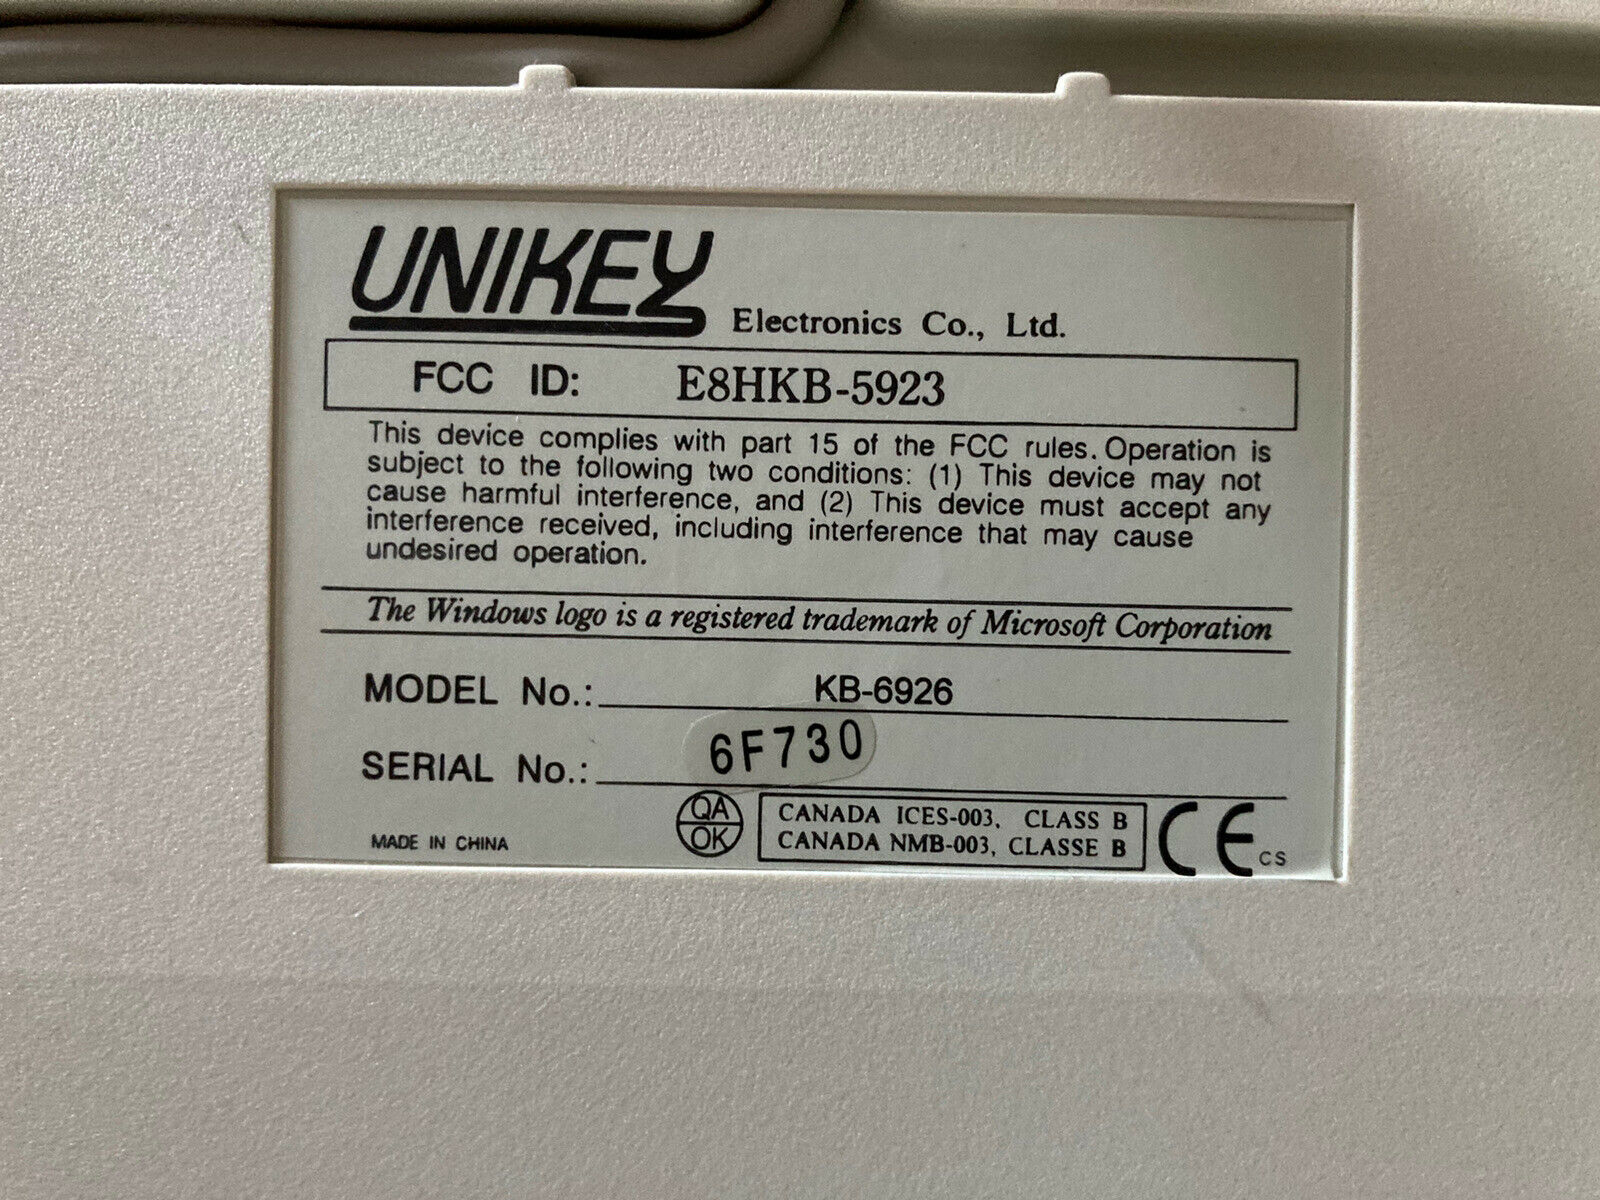 UNIKEY Electronics Co., Ltd.
FCC ID: E8HKB-5923
This device complies with part 15 of the FCC rules. Operation is
subject to the following two conditions: (1) This device may not
cause harmful interference, and (2) This device must accept any
interference received, including interference that may cause
undesired operation.
The Windows logo is a registered trademark of Microsoft Corporation
MODEL No.: KB-6926
SERIAL No.: 6F730
MADE IN CHINA
QA
OK
CANADA ICES-003, CLASS B
CANADA NMB-003, CLASSE B
CE CS